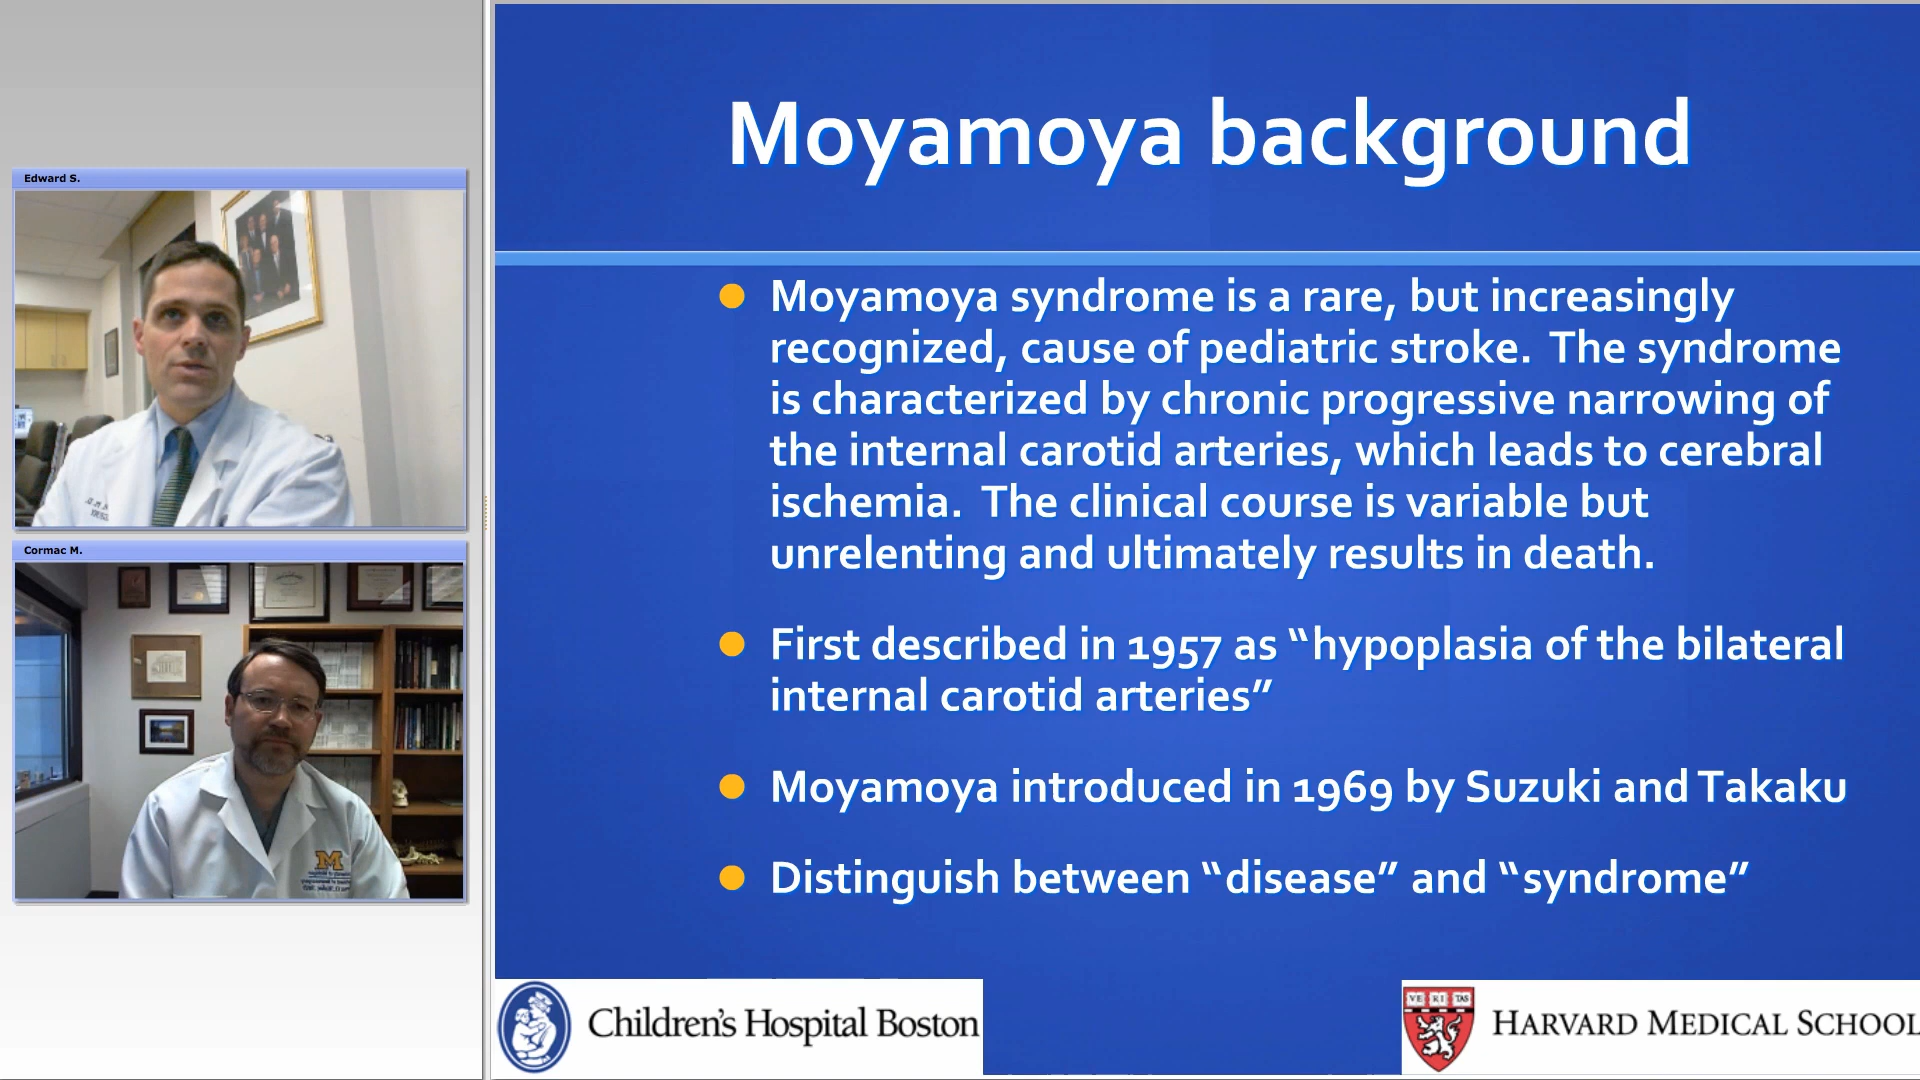 Edward S.
Cormac M.
Moyamoya background
Moyamoya syndrome is a rare, but increasingly
recognized, cause of pediatric stroke. The syndrome
is characterized by chronic progressive narrowing of
the internal carotid arteries, which leads to cerebral
ischemia. The clinical course is variable but
unrelenting and ultimately results in death.
First described in 1957 as “hypoplasia of the bilateral
internal carotid arteries”
Moyamoya introduced in 1969 by Suzuki and Takaku
Distinguish between “disease” and “syndrome”
Children's Hospital Boston
VE RI TAS
HARVARD MEDICAL SCHOOL
M